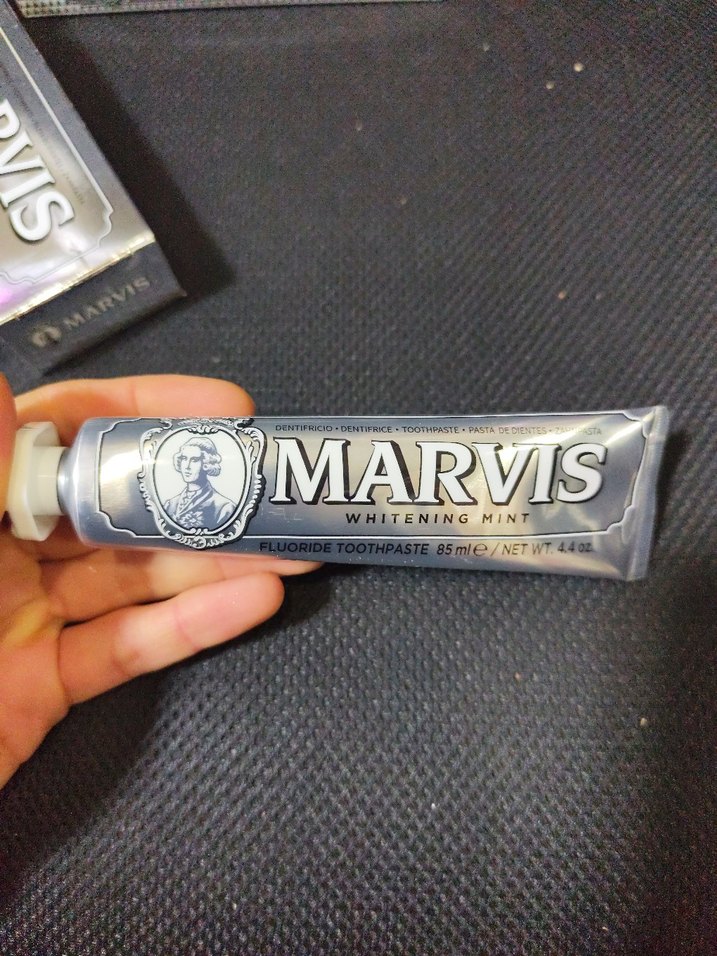 RVIS
MARVIS
DENTIFRICIO • DENTIFRICE • TOOTHPASTE • PASTA DE DIENTES • ZAHNPASTA
MARVIS
WHITENING MINT
FLUORIDE TOOTHPASTE 85 ml ℮ / NET WT. 4.4 oz